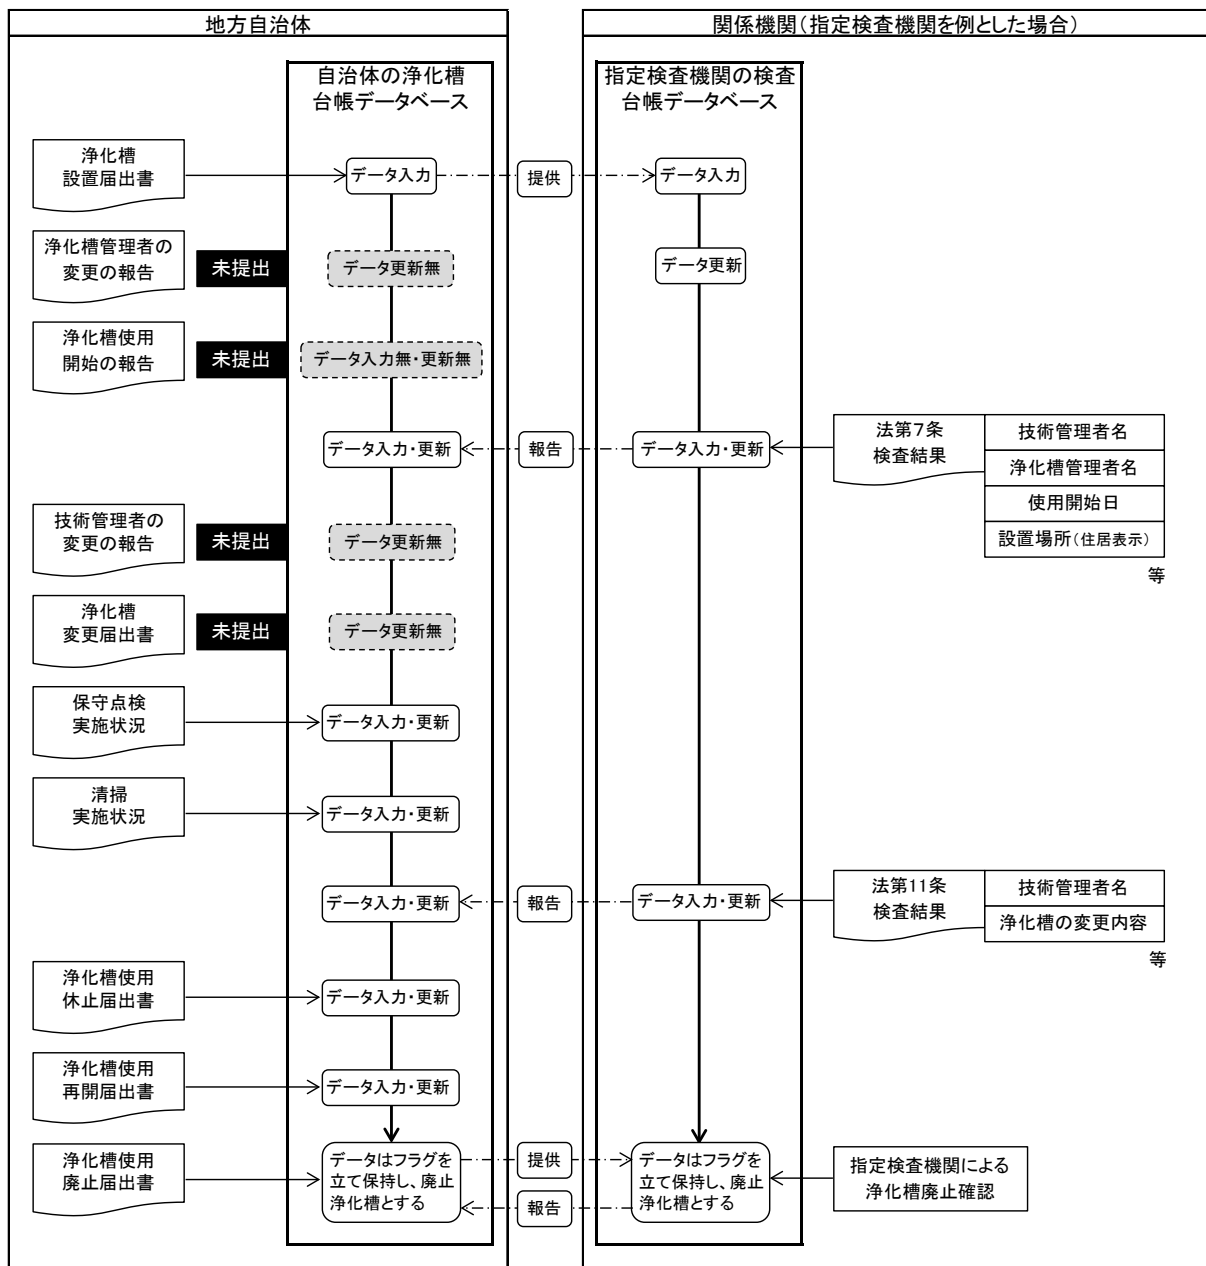 地方自治体
関係機関(指定検査機関を例とした場合)
自治体の浄化槽
台帳データベース
指定検査機関の検査
台帳データベース
浄化槽
設置届出書
データ入力
提供
データ入力
浄化槽管理者の
変更の報告
未提出
データ更新無
データ更新
浄化槽使用
開始の報告
未提出
データ入力無・更新無
データ入力・更新
報告
データ入力・更新
法第7条
検査結果
技術管理者名
浄化槽管理者名
使用開始日
設置場所(住居表示)
等
技術管理者の
変更の報告
未提出
データ更新無
浄化槽
変更届出書
未提出
データ更新無
保守点検
実施状況
データ入力・更新
清掃
実施状況
データ入力・更新
データ入力・更新
報告
データ入力・更新
法第11条
検査結果
技術管理者名
浄化槽の変更内容
等
浄化槽使用
休止届出書
データ入力・更新
浄化槽使用
再開届出書
データ入力・更新
浄化槽使用
廃止届出書
データはフラグを
立て保持し、廃止
浄化槽とする
提供
報告
データはフラグを
立て保持し、廃止
浄化槽とする
指定検査機関による
浄化槽廃止確認